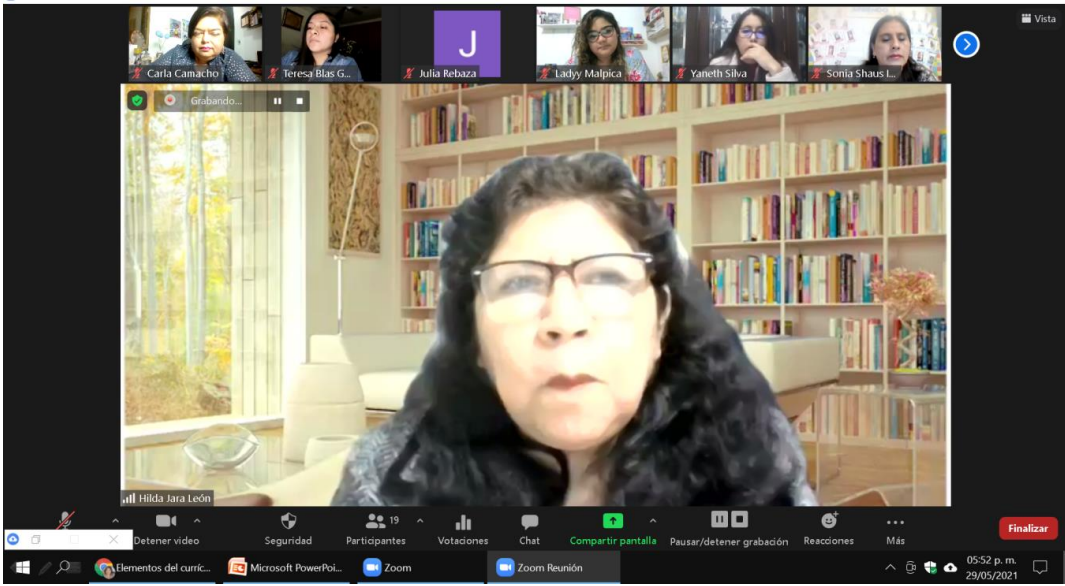 Vista
Carla Camacho
Teresa Blas G...
J
Julia Rebaza
Ladyy Malpica
Yaneth Silva
Sonia Shaus L...
Grabando...
Hilda Jara León
19
Detener video
Seguridad
Participantes
Votaciones
Chat
Compartir pantalla
Pausar/detener grabación
Reacciones
Más
Finalizar
Elementos del curríc...
Microsoft PowerPoi...
Zoom
Zoom Reunión
05:52 p. m.
29/05/2021